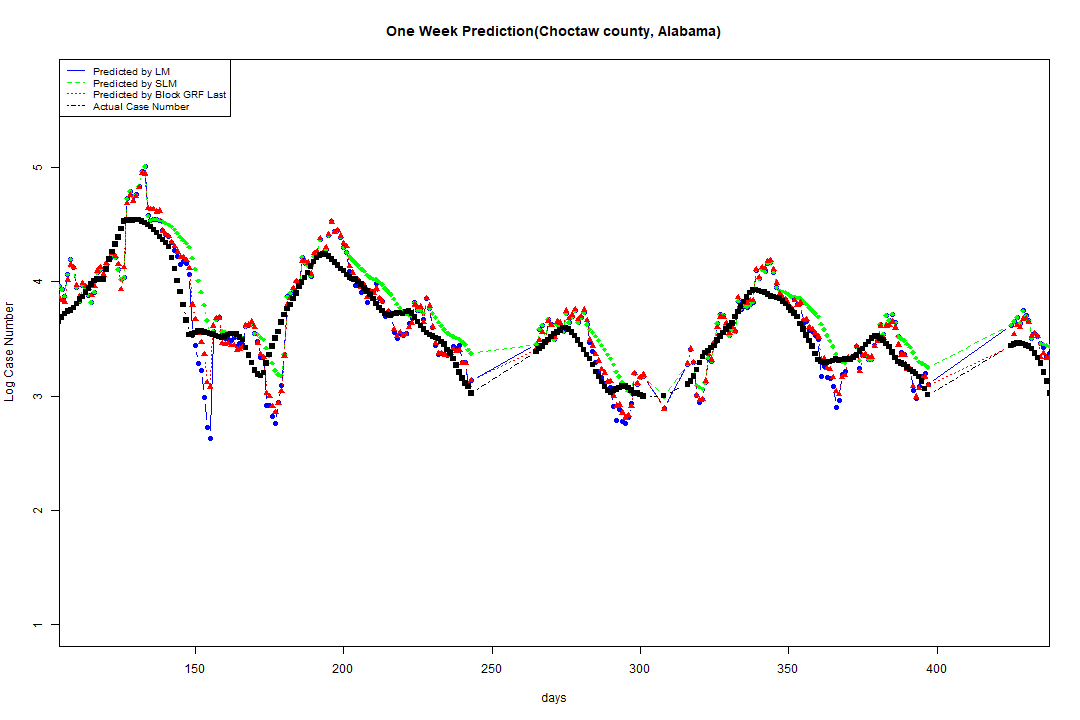 One Week Prediction(Choctaw county, Alabama)
Predicted by LM
Predicted by SLM
Predicted by Block GRF Last
Actual Case Number
Log Case Number
5
4
3
2
1
150
200
250
300
350
400
days